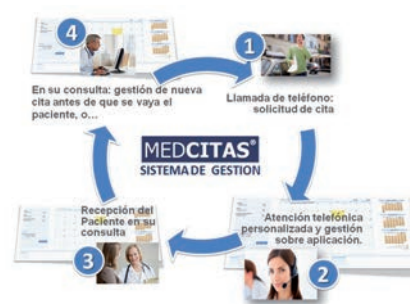 4
En su consulta: gestión de nueva
cita antes de que se vaya el
paciente, o…
1
Llamada de teléfono:
solicitud de cita
MEDCITAS®
SISTEMA DE GESTION
Atención telefónica
personalizada y gestión
sobre aplicación.
2
Recepción del
Paciente en su
consulta
3